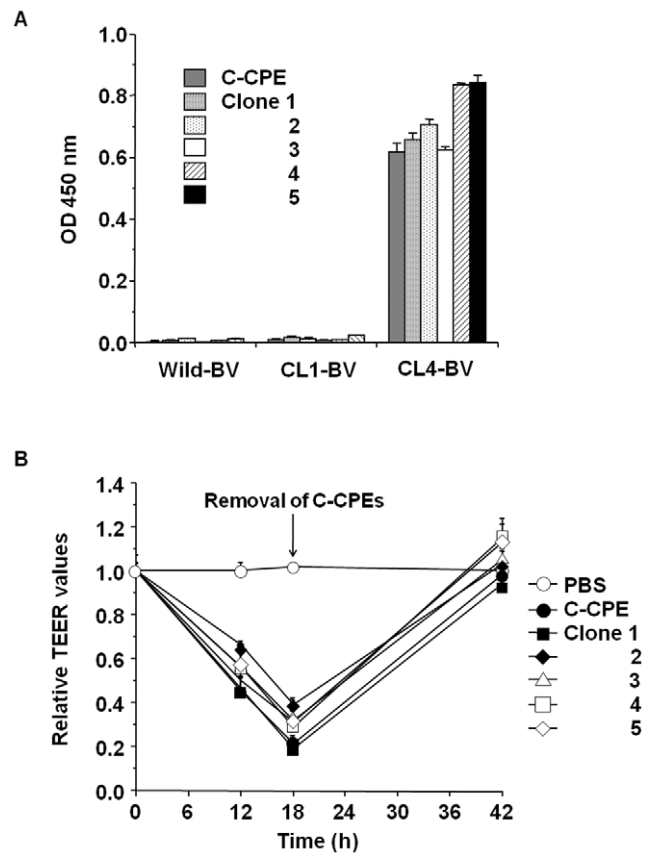 A
1.0
0.8
0.6
0.4
0.2
0.0
OD 450 nm
C-CPE
Clone 1
2
3
4
5
Wild-BV CL1-BV CL4-BV
B
1.4
1.2
1.0
0.8
0.6
0.4
0.2
0.0
Relative TEER values
Removal of C-CPEs
0 6 12 18 24 30 36 42
Time (h)
PBS
C-CPE
Clone 1
2
3
4
5